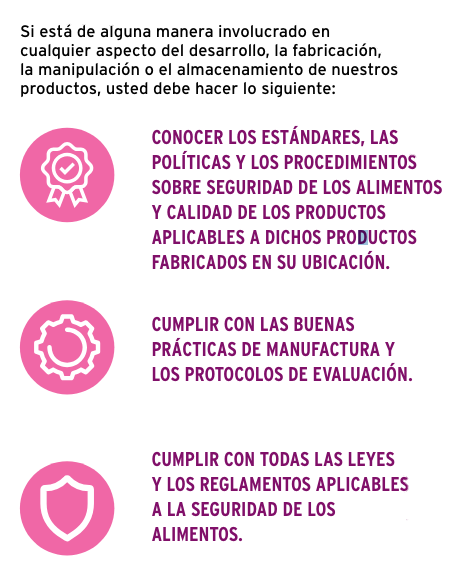 Si está de alguna manera involucrado en
cualquier aspecto del desarrollo, la fabricación,
la manipulación o el almacenamiento de nuestros
productos, usted debe hacer lo siguiente:
CONOCER LOS ESTÁNDARES, LAS
POLÍTICAS Y LOS PROCEDIMIENTOS
SOBRE SEGURIDAD DE LOS ALIMENTOS
Y CALIDAD DE LOS PRODUCTOS
APLICABLES A DICHOS PRODUCTOS
FABRICADOS EN SU UBICACIÓN.
CUMPLIR CON LAS BUENAS
PRÁCTICAS DE MANUFACTURA Y
LOS PROTOCOLOS DE EVALUACIÓN.
CUMPLIR CON TODAS LAS LEYES
Y LOS REGLAMENTOS APLICABLES
A LA SEGURIDAD DE LOS
ALIMENTOS.